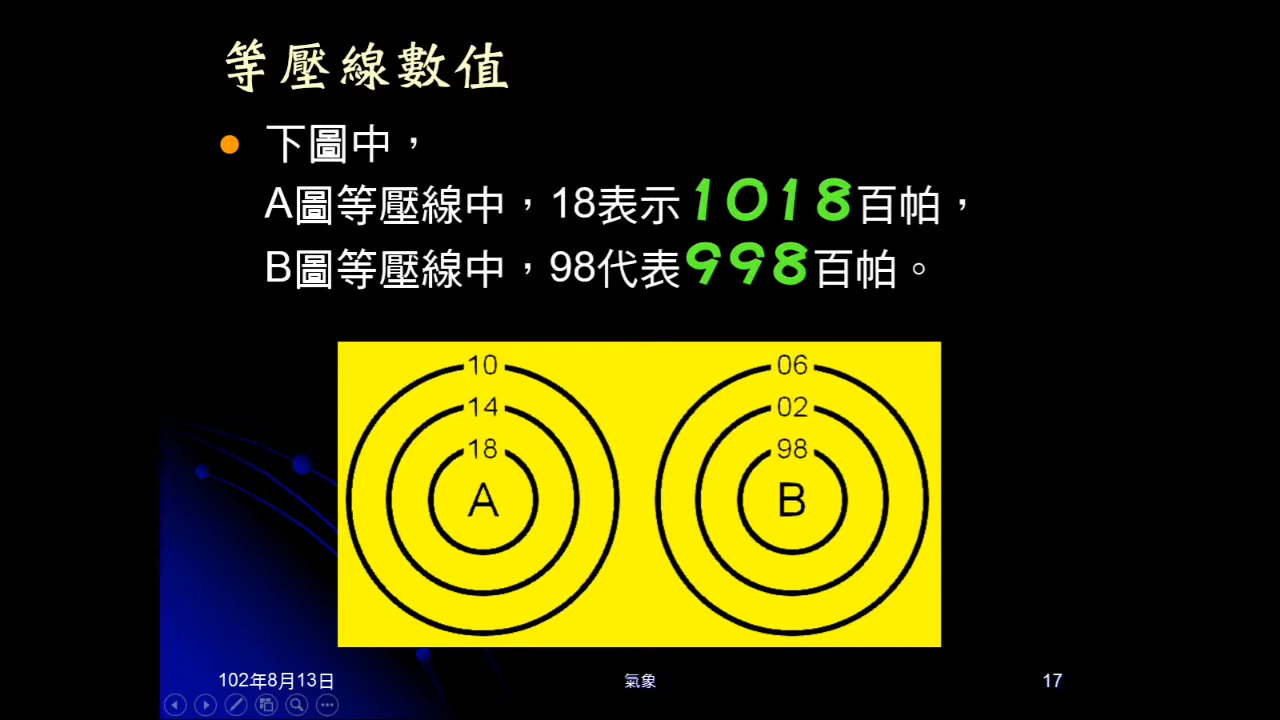 等壓線數值
下圖中，
A圖等壓線中，18表示1018百帕，
B圖等壓線中，98代表998百帕。
10
14
18
A
06
02
98
B
102年8月13日
氣象
17